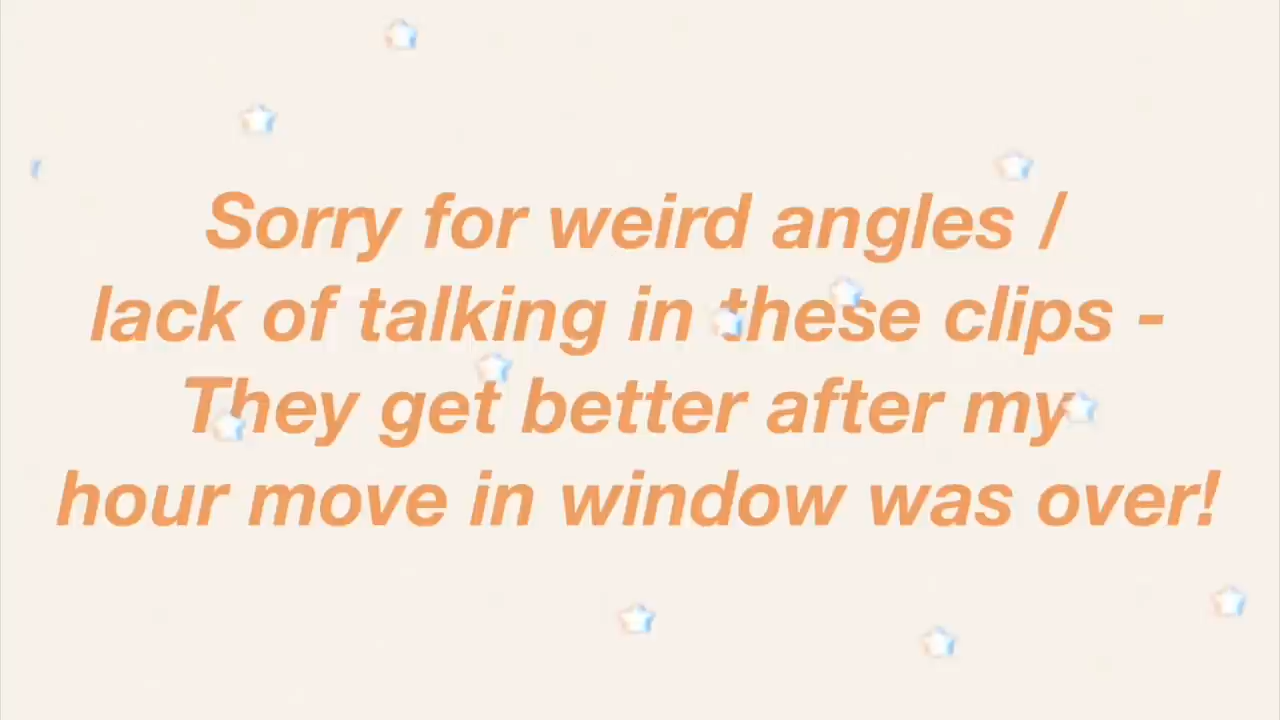 Sorry for weird angles /
lack of talking in these clips -
They get better after my
hour move in window was over!